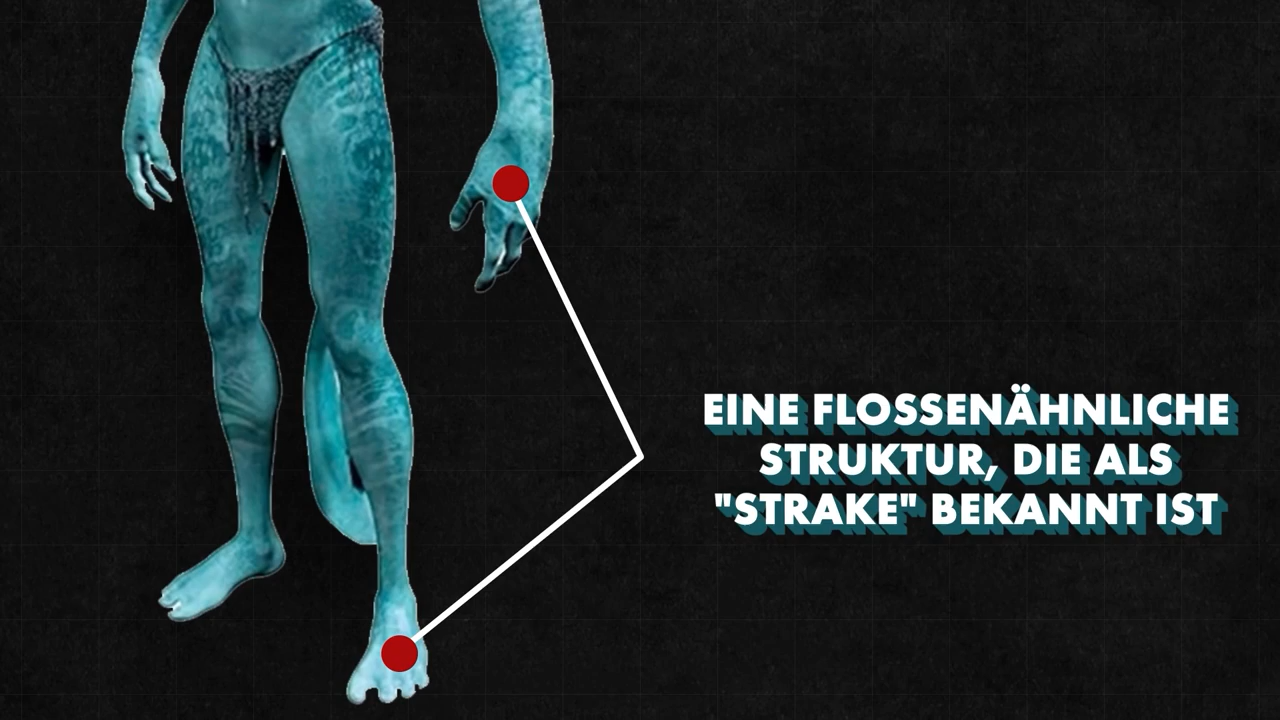 EINE FLOSSENÄHNLICHE
STRUKTUR, DIE ALS
"STRAKE" BEKANNT IST